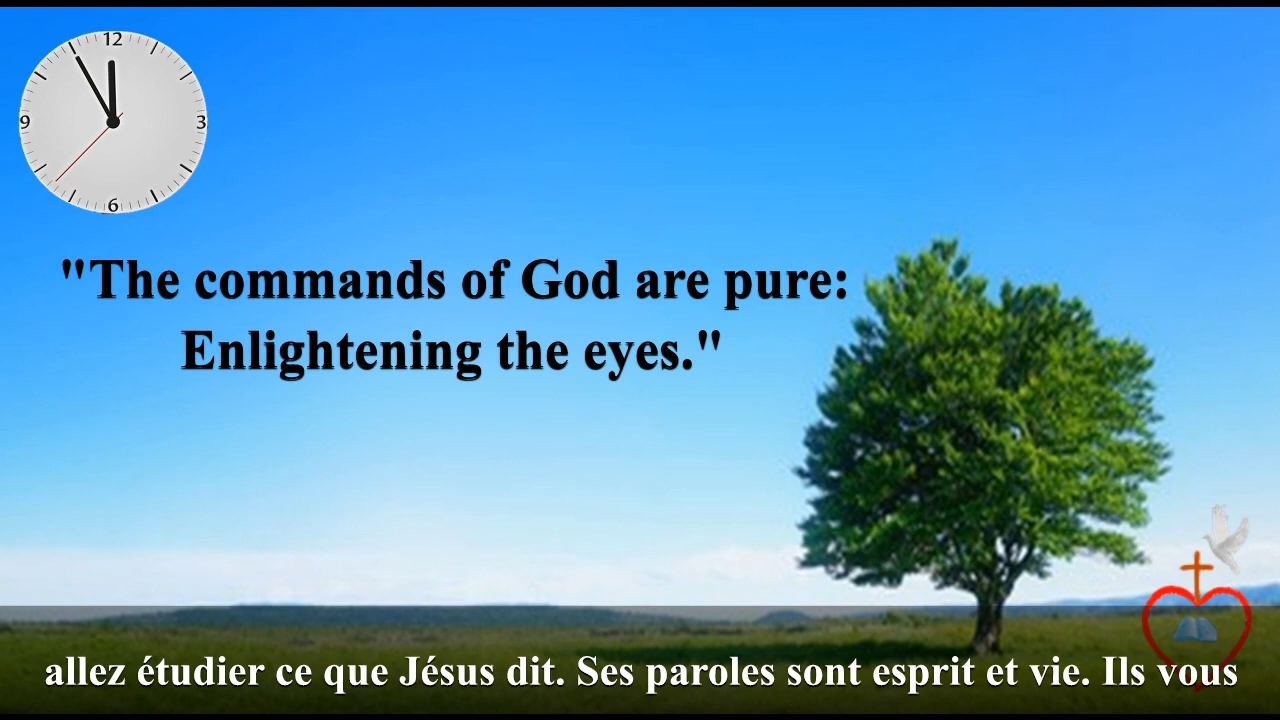 12
9
3
6
"The commands of God are pure:
Enlightening the eyes."
allez étudier ce que Jésus dit. Ses paroles sont esprit et vie. Ils vous